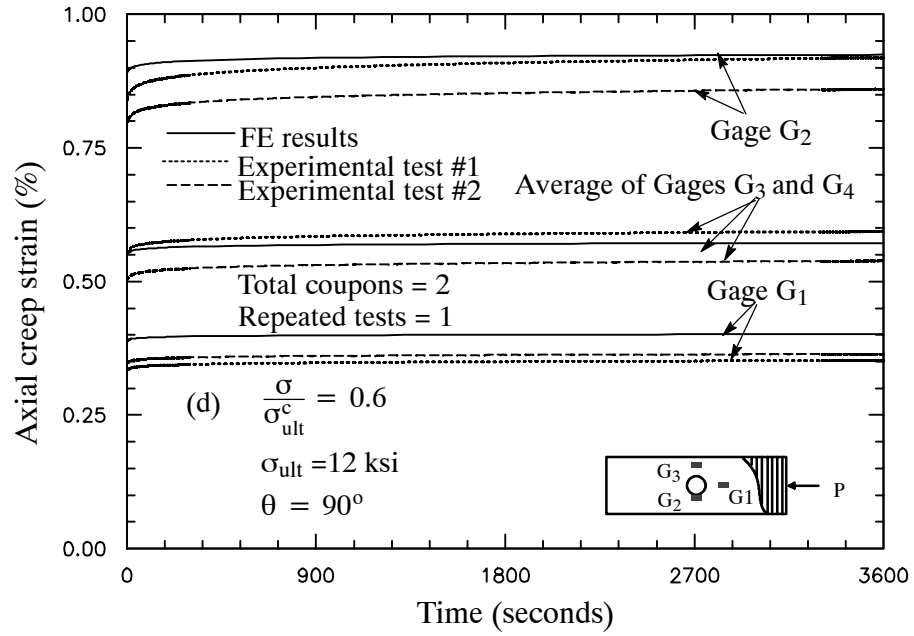 1.00
0.75
0.50
0.25
0.00
Axial creep strain (%)
Gage G2
FE results
Experimental test #1
Experimental test #2
Average of Gages G3 and G4
Total coupons = 2
Repeated tests = 1
Gage G1
(d) σ/σ^c_ult = 0.6
σult =12 ksi
θ = 90°
G3
G2
G1
P
0 900 1800 2700 3600
Time (seconds)